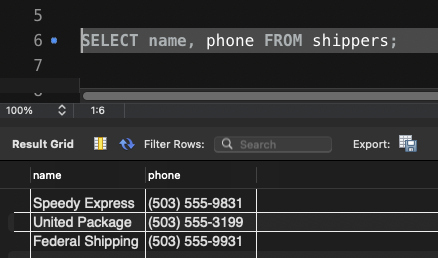 5
6 SELECT name, phone FROM shippers;
7
100% 1:6
Result Grid Filter Rows: Search Export:
name phone
Speedy Express (503) 555-9831
United Package (503) 555-3199
Federal Shipping (503) 555-9931